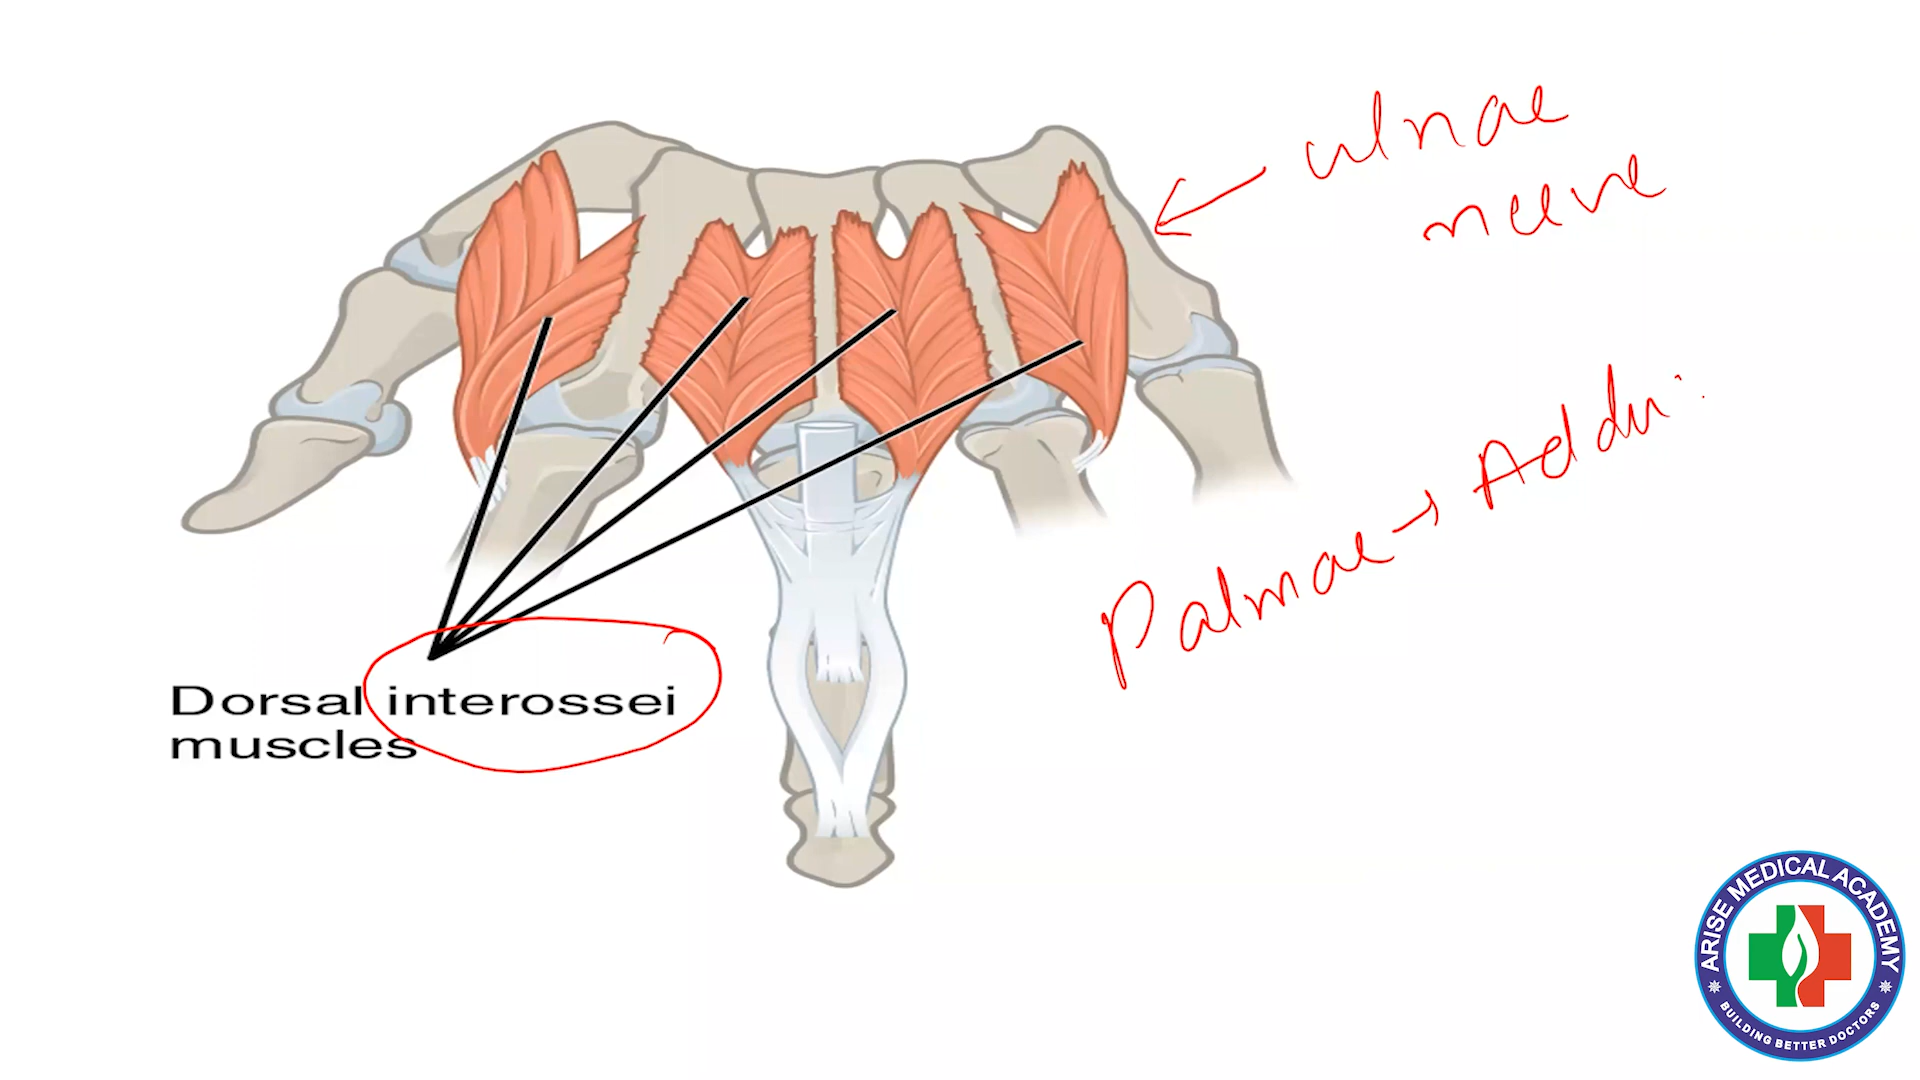 ulnar
nerve
Palmar → Addu
Dorsal interossei
muscles
ARISE MEDICAL ACADEMY
BUILDING BETTER DOCTORS